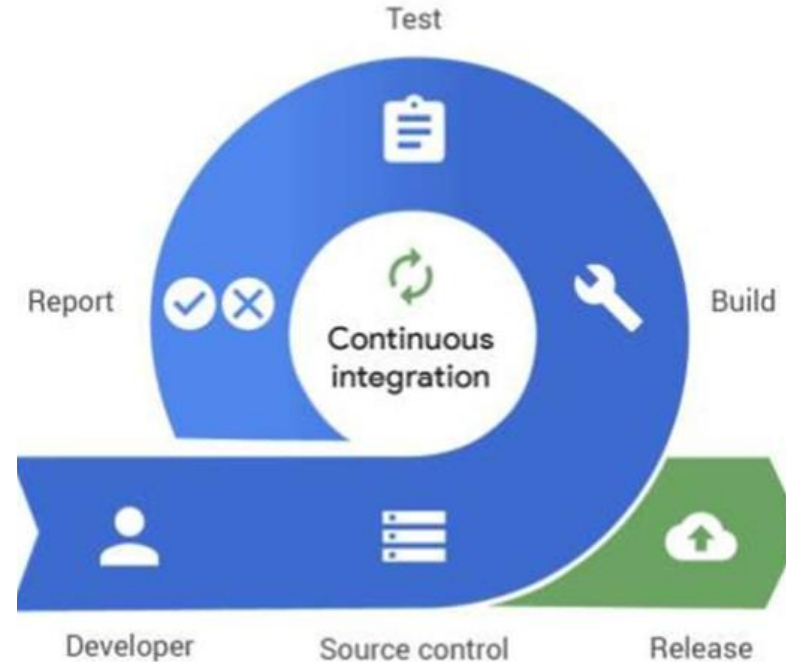 Test
Report
Build
Continuous
integration
Developer
Source control
Release